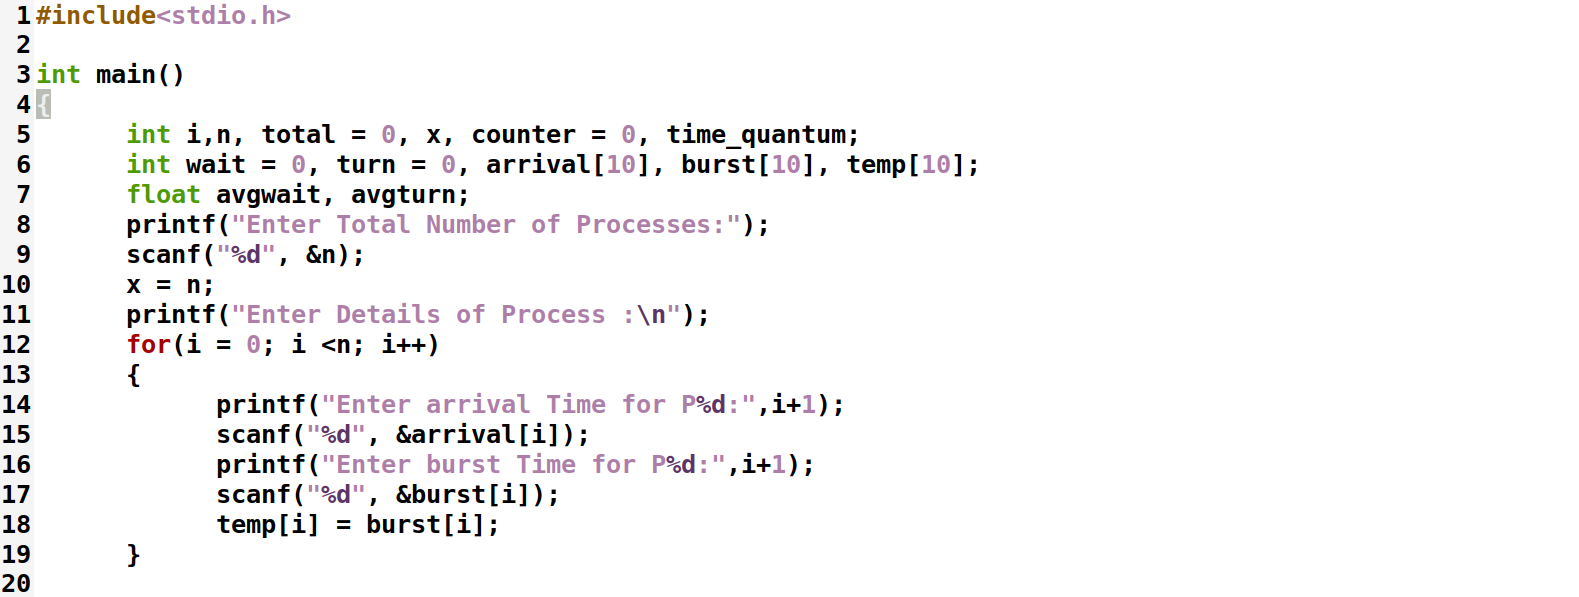 1 #include<stdio.h>
2
3 int main()
4 {
5       int i,n, total = 0, x, counter = 0, time_quantum;
6       int wait = 0, turn = 0, arrival[10], burst[10], temp[10];
7       float avgwait, avgturn;
8       printf("Enter Total Number of Processes:");
9       scanf("%d", &n);
10       x = n;
11       printf("Enter Details of Process :\n");
12       for(i = 0; i <n; i++)
13       {
14             printf("Enter arrival Time for P%d:",i+1);
15             scanf("%d", &arrival[i]);
16             printf("Enter burst Time for P%d:",i+1);
17             scanf("%d", &burst[i]);
18             temp[i] = burst[i];
19       }
20